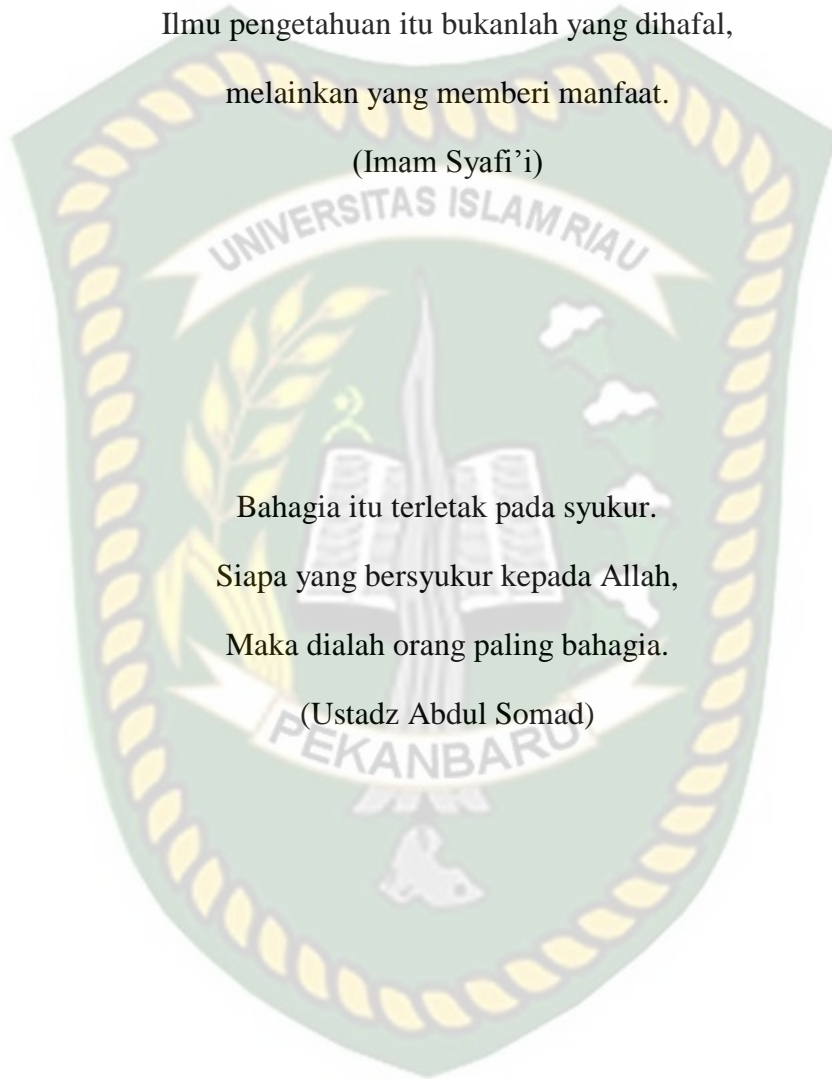 Ilmu pengetahuan itu bukanlah yang dihafal,
melainkan yang memberi manfaat.
(Imam Syafi’i)
UNIVERSITAS ISLAM RIAU
Bahagia itu terletak pada syukur.
Siapa yang bersyukur kepada Allah,
Maka dialah orang paling bahagia.
(Ustadz Abdul Somad)
PEKANBARU